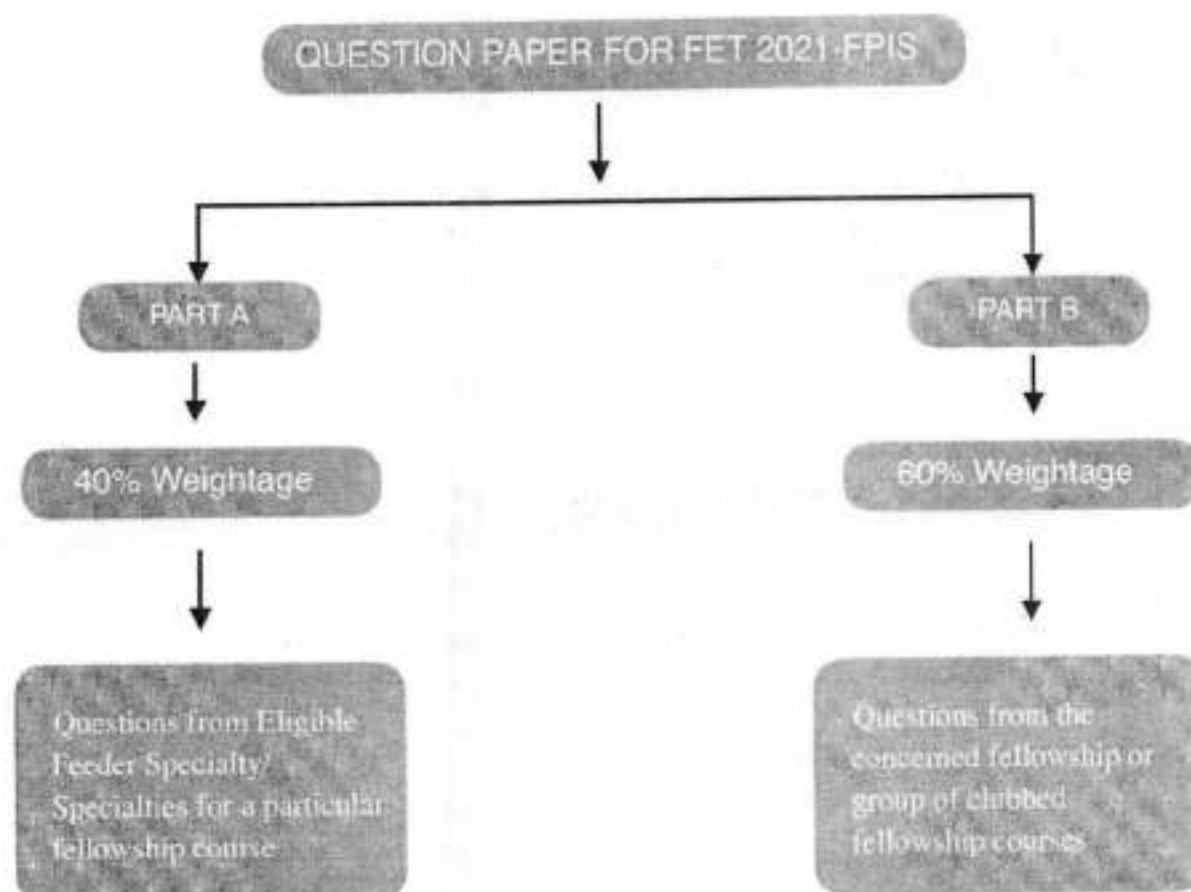 QUESTION PAPER FOR FET 2021-FPIS
PART A
PART B
40% Weightage
60% Weightage
Questions from Eligible
Feeder Specialty/
Specialties for a particular
fellowship course
Questions from the
concerned fellowship or
group of clubbed
fellowship courses